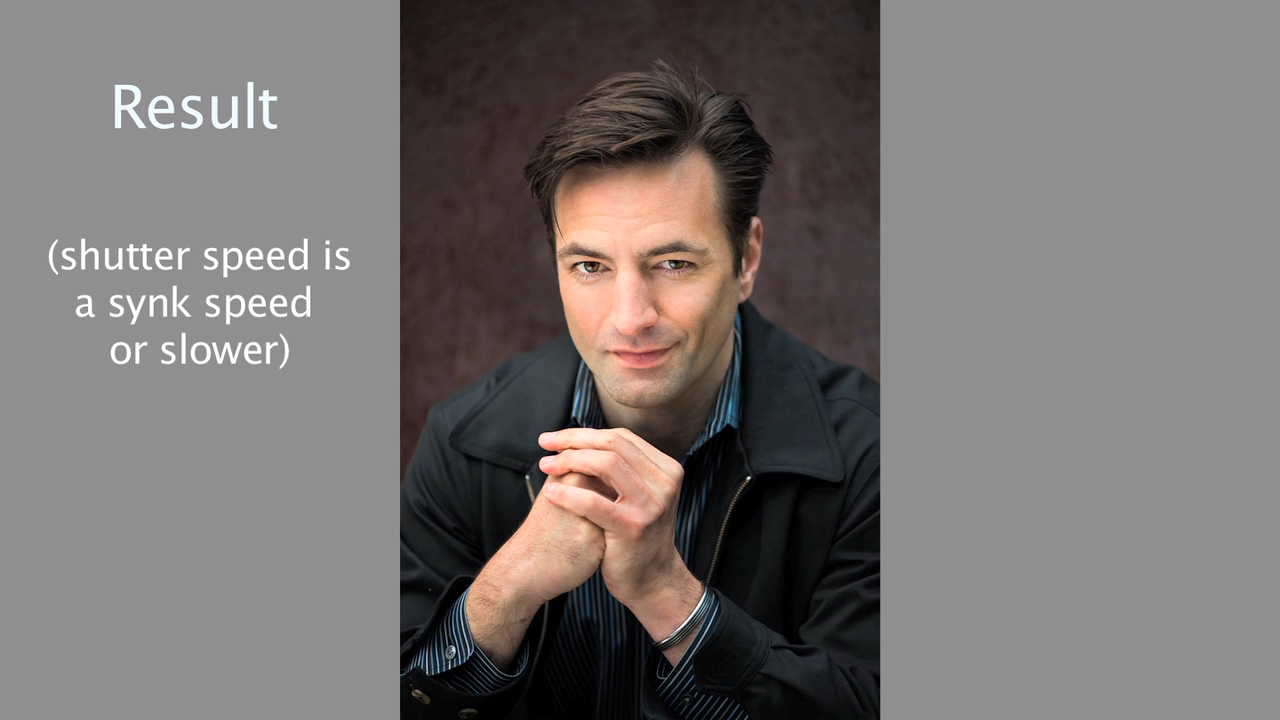 Result
(shutter speed is
a synk speed
or slower)